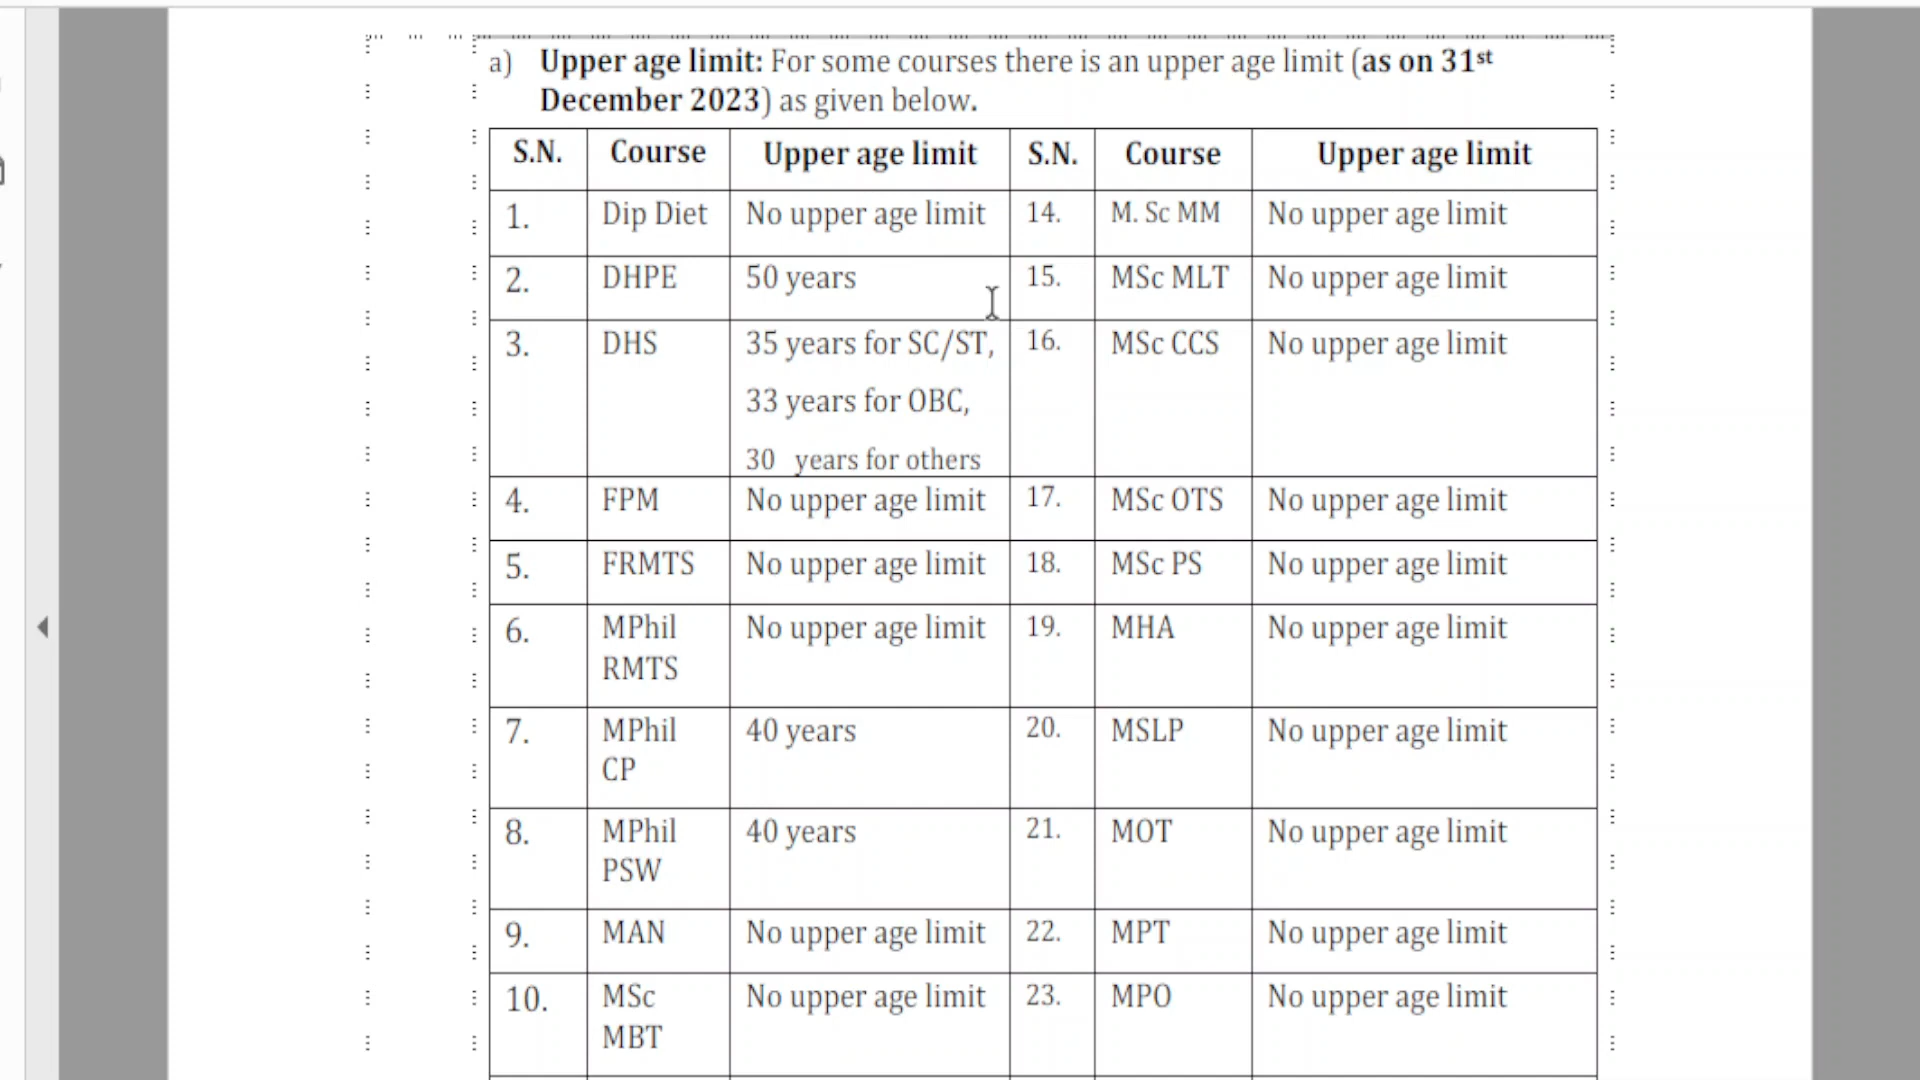 a) Upper age limit: For some courses there is an upper age limit (as on 31st
December 2023) as given below.
S.N. Course Upper age limit S.N. Course Upper age limit
1. Dip Diet No upper age limit 14. M. Sc MM No upper age limit
2. DHPE 50 years 15. MSc MLT No upper age limit
3. DHS 35 years for SC/ST, 16. MSc CCS No upper age limit
33 years for OBC,
30 years for others
4. FPM No upper age limit 17. MSc OTS No upper age limit
5. FRMTS No upper age limit 18. MSc PS No upper age limit
6. MPhil No upper age limit 19. MHA No upper age limit
RMTS
7. MPhil 40 years 20. MSLP No upper age limit
CP
8. MPhil 40 years 21. MOT No upper age limit
PSW
9. MAN No upper age limit 22. MPT No upper age limit
10. MSc No upper age limit 23. MPO No upper age limit
MBT